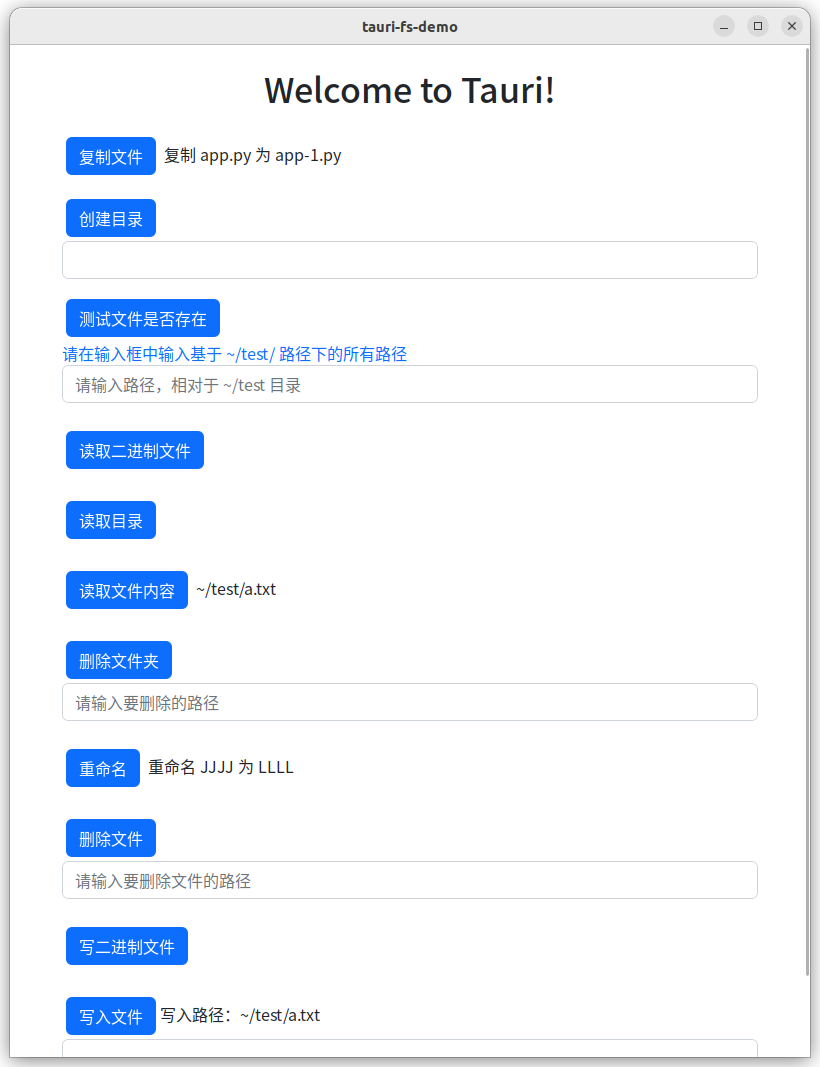 tauri-fs-demo
Welcome to Tauri!
复制文件 复制 app.py 为 app-1.py
创建目录
测试文件是否存在
请在输入框中输入基于 ~/test/ 路径下的所有路径
请输入路径，相对于 ~/test 目录
读取二进制文件
读取目录
读取文件内容 ~/test/a.txt
删除文件夹
请输入要删除的路径
重命名 重命名 JJJJ 为 LLLL
删除文件
请输入要删除文件的路径
写二进制文件
写入文件 写入路径：~/test/a.txt